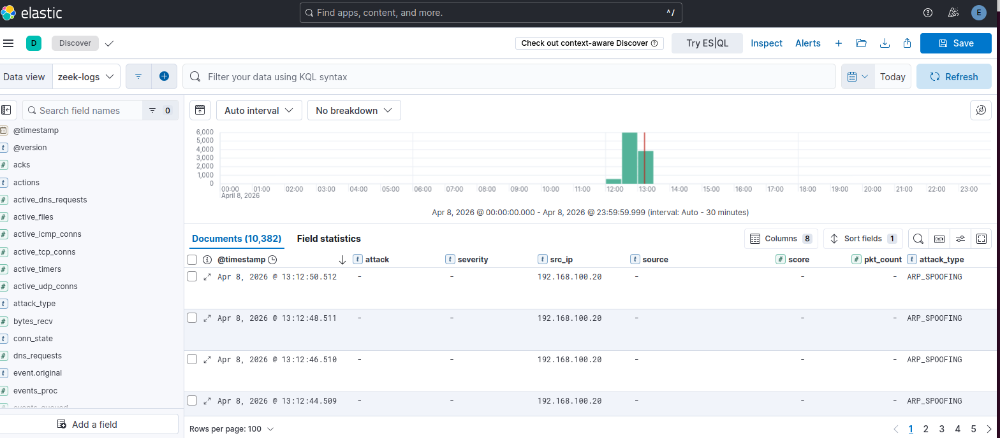 elastic
Find apps, content, and more.
^/
E
D
Discover
Check out context-aware Discover
Try ES|QL
Inspect
Alerts
Save
Data view
zeek-logs
Filter your data using KQL syntax
Today
Refresh
Search field names
0
@timestamp
t @version
# acks
t actions
# active_dns_requests
# active_files
# active_icmp_conns
# active_tcp_conns
# active_timers
# active_udp_conns
t attack_type
# bytes_recv
t conn_state
# dns_requests
t event.original
# events_proc
# events_queued
Add a field
Auto interval
No breakdown
6,000
5,000
4,000
3,000
2,000
1,000
0
00:00 01:00 02:00 03:00 04:00 05:00 06:00 07:00 08:00 09:00 10:00 11:00 12:00 13:00 14:00 15:00 16:00 17:00 18:00 19:00 20:00 21:00 22:00 23:00
April 8, 2026
Apr 8, 2026 @ 00:00:00.000 - Apr 8, 2026 @ 23:59:59.999 (interval: Auto - 30 minutes)
Documents (10,382)
Field statistics
Columns 8
Sort fields 1
@timestamp t attack t severity t src_ip t source # score # pkt_count t attack_type
Apr 8, 2026 @ 13:12:50.512 - - 192.168.100.20 - - - ARP_SPOOFING
Apr 8, 2026 @ 13:12:48.511 - - 192.168.100.20 - - - ARP_SPOOFING
Apr 8, 2026 @ 13:12:46.510 - - 192.168.100.20 - - - ARP_SPOOFING
Apr 8, 2026 @ 13:12:44.509 - - 192.168.100.20 - - - ARP_SPOOFING
Rows per page: 100
1 2 3 4 5